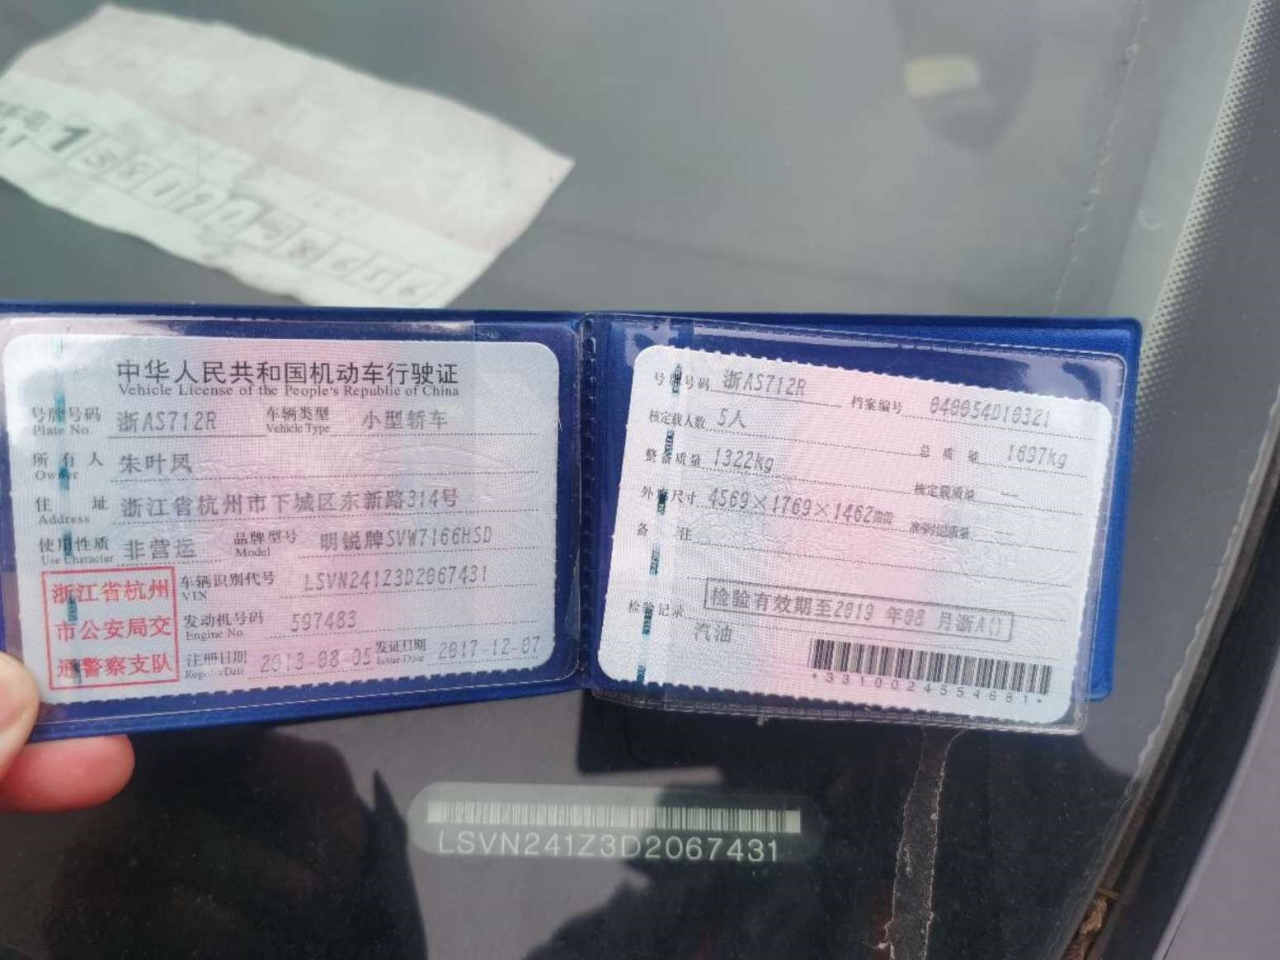 中华人民共和国机动车行驶证
Vehicle License of the People's Republic of China
号牌号码 浙AS712R 车辆类型 小型轿车
Plate No. Vehicle Type
所有人 朱叶凤
Owner
住址 浙江省杭州市下城区东新路314号
Address
使用性质 非营运 品牌型号 明锐牌SVW7166HSD
Use Character Model
浙江省杭州
市公安局交
通警察支队
车辆识别代号 LSVN241Z3D2067431
VIN
发动机号码 597483
Engine No.
注册日期 2013-08-05 发证日期 2017-12-07
Register Date Issue Date
号牌号码 浙AS712R 档案编号
核定载人数 5人 总质量 1697kg
整备质量 1322kg 核定载质量 --
外廓尺寸 4569×1769×1462mm 准牵引总质量 --
备注
检验有效期至2019年08月浙A()
检验记录
汽油
*3310024554681*
LSVN241Z3D2067431